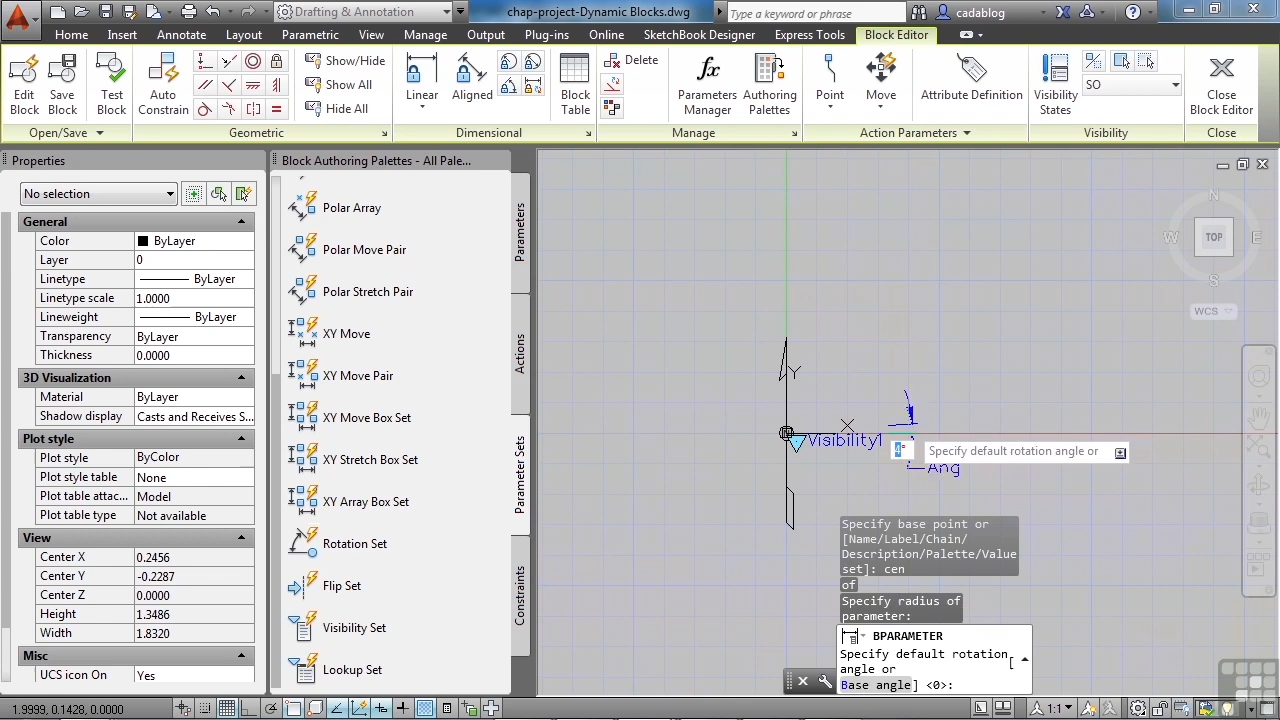 Drafting & Annotation
chap-project-Dynamic Blocks.dwg
Type a keyword or phrase
cadablog
Home Insert Annotate Layout Parametric View Manage Output Plug-ins Online SketchBook Designer Express Tools Block Editor
Edit Block
Save Block
Test Block
Auto Constrain
Show/Hide
Show All
Hide All
Linear
Aligned
Block Table
Delete
Parameters Manager
Authoring Palettes
Point
Move
Attribute Definition
Visibility States
SO
Close Block Editor
Open/Save
Geometric
Dimensional
Manage
Action Parameters
Visibility
Close
Properties
No selection
General
Color ByLayer
Layer 0
Linetype ByLayer
Linetype scale 1.0000
Lineweight ByLayer
Transparency ByLayer
Thickness 0.0000
3D Visualization
Material ByLayer
Shadow display Casts and Receives S...
Plot style
Plot style ByColor
Plot style table None
Plot table attac... Model
Plot table type Not available
View
Center X 0.2456
Center Y -0.2287
Center Z 0.0000
Height 1.3486
Width 1.8320
Misc
UCS icon On Yes
Block Authoring Palettes - All Pale...
Polar Array
Polar Move Pair
Polar Stretch Pair
XY Move
XY Move Pair
XY Move Box Set
XY Stretch Box Set
XY Array Box Set
Rotation Set
Flip Set
Visibility Set
Lookup Set
Parameters
Actions
Parameter Sets
Constraints
N
W
TOP
E
S
WCS
Y
Visibility1
Specify default rotation angle or
Ang
Specify base point or
[Name/Label/Chain/
Description/Palette/Value
set]: cen
of
Specify radius of
parameter:
BPARAMETER
Specify default rotation
angle or [
Base angle] <0>:
1.9999, 0.1428, 0.0000
1:1